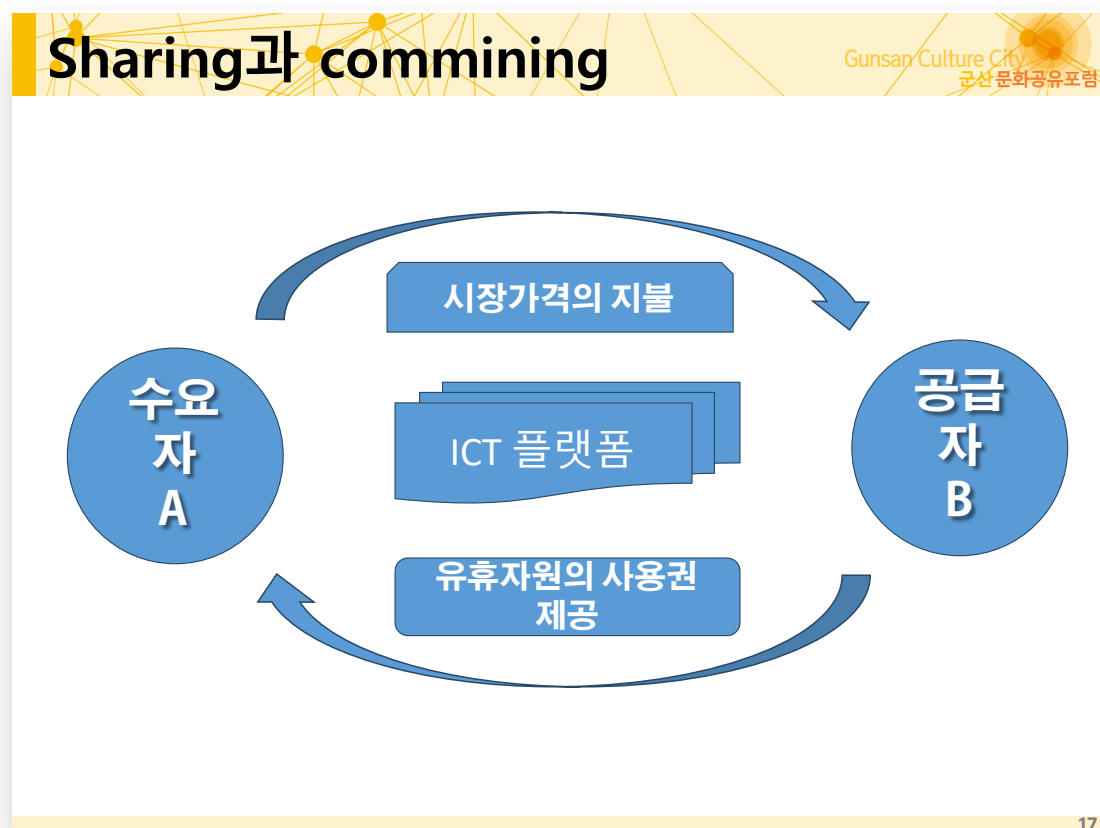 Sharing과 commining
Gunsan Culture City
군산문화공유포럼
시장가격의 지불
수요
자
A
ICT 플랫폼
공급
자
B
유휴자원의 사용권
제공
17